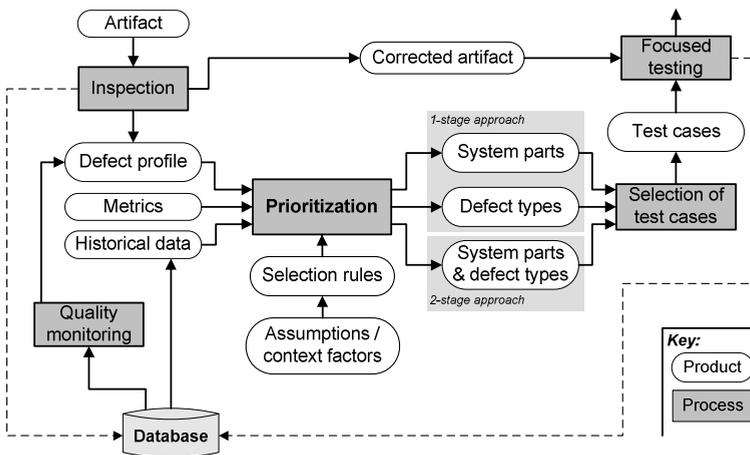 Artifact
Inspection
Corrected artifact
Focused
testing
Defect profile
Metrics
Historical data
Prioritization
1-stage approach
System parts
Defect types
System parts
& defect types
2-stage approach
Test cases
Selection of
test cases
Selection rules
Assumptions /
context factors
Quality
monitoring
Database
Key:
Product
Process